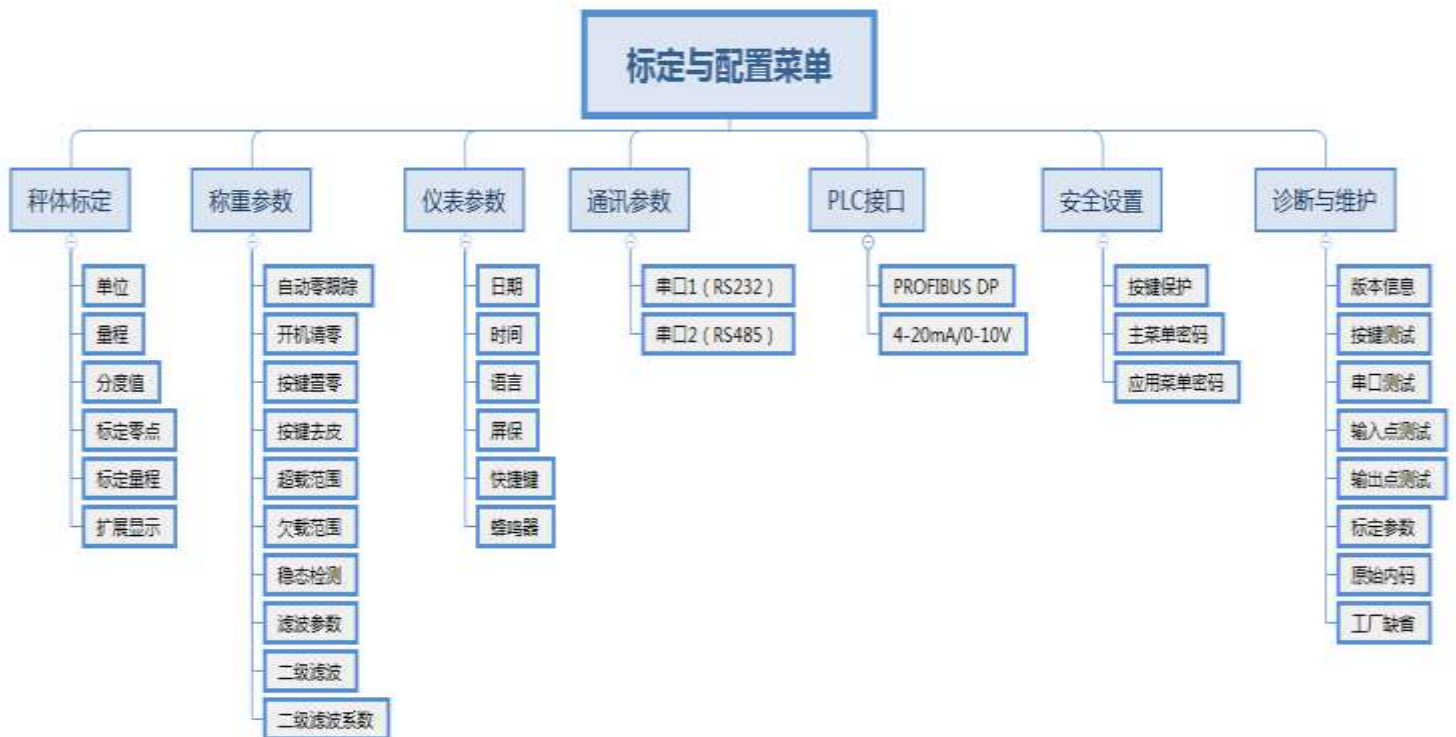 标定与配置菜单
秤体标定
单位
量程
分度值
标定零点
标定量程
扩展显示
称重参数
自动零跟踪
开机清零
按键置零
按键去皮
超载范围
欠载范围
稳态检测
滤波参数
二级滤波
二级滤波系数
仪表参数
日期
时间
语言
屏保
快捷键
蜂鸣器
通讯参数
串口1（RS232）
串口2（RS485）
PLC接口
PROFIBUS DP
4-20mA/0-10V
安全设置
按键保护
主菜单密码
应用菜单密码
诊断与维护
版本信息
按键测试
串口测试
输入点测试
输出点测试
标定参数
原始内码
工厂缺省